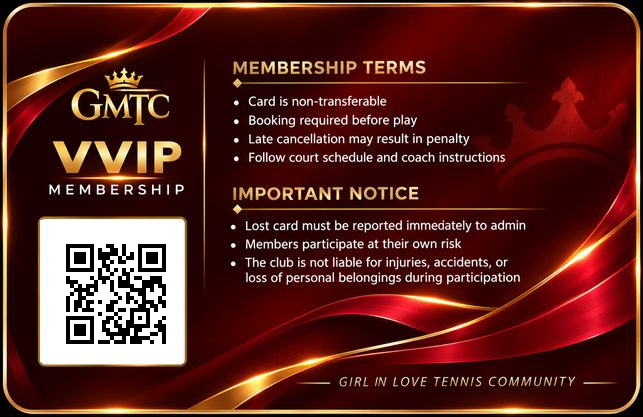 GMTC
VVIP
MEMBERSHIP
MEMBERSHIP TERMS
Card is non-transferable
Booking required before play
Late cancellation may result in penalty
Follow court schedule and coach instructions
IMPORTANT NOTICE
Lost card must be reported immediately to admin
Members participate at their own risk
The club is not liable for injuries, accidents, or
loss of personal belongings during participation
GIRL IN LOVE TENNIS COMMUNITY